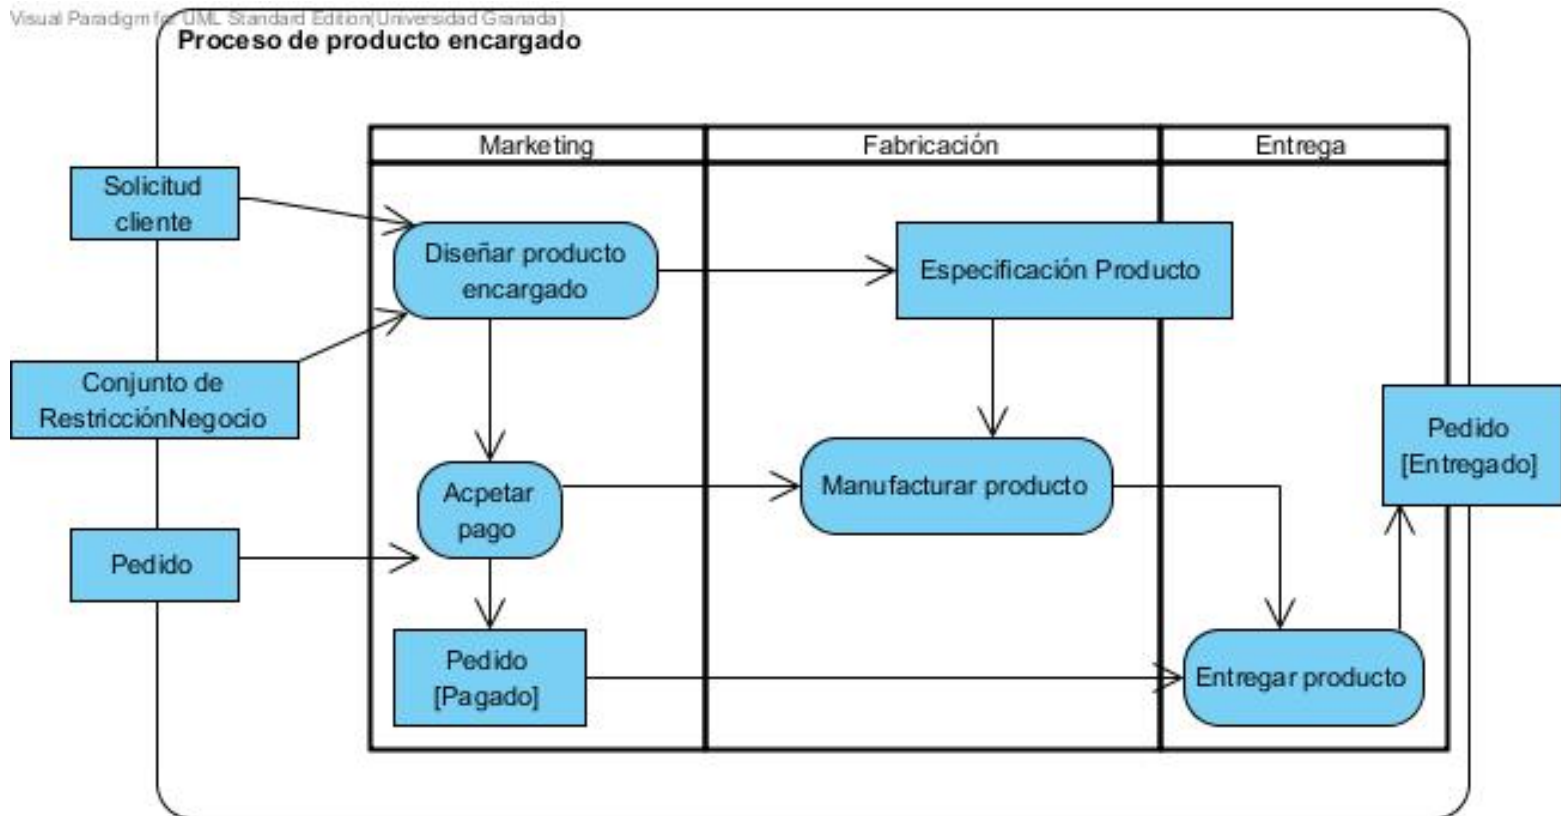 Visual Paradigm for UML Standard Edition(Universidad Granada)
Proceso de producto encargado
Marketing
Fabricación
Entrega
Solicitud
cliente
Diseñar producto
encargado
Especificación Producto
Conjunto de
RestricciónNegocio
Pedido
[Entregado]
Acpetar
pago
Manufacturar producto
Pedido
Pedido
[Pagado]
Entregar producto